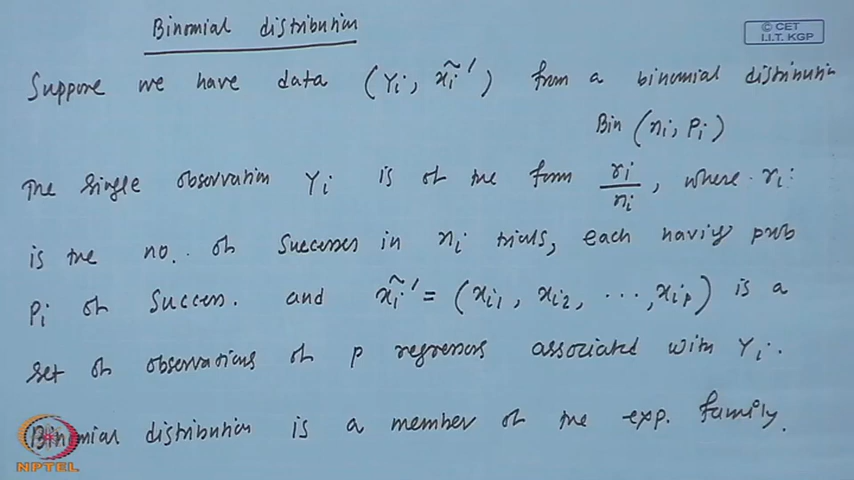 Binomial distribution
© CET
I.I.T. KGP
Suppose we have data (Yi, x̃i′) from a binomial distribution
Bin (ni, Pi)
The single observation Yi is of the form ri/ni, where ri
is the no. of successes in ni trials, each having prob
Pi of success. and x̃i′ = (xi1, xi2, ..., xip) is a
set of observations of p regressors associated with Yi.
Binomial distribution is a member of the exp. family.
NPTEL